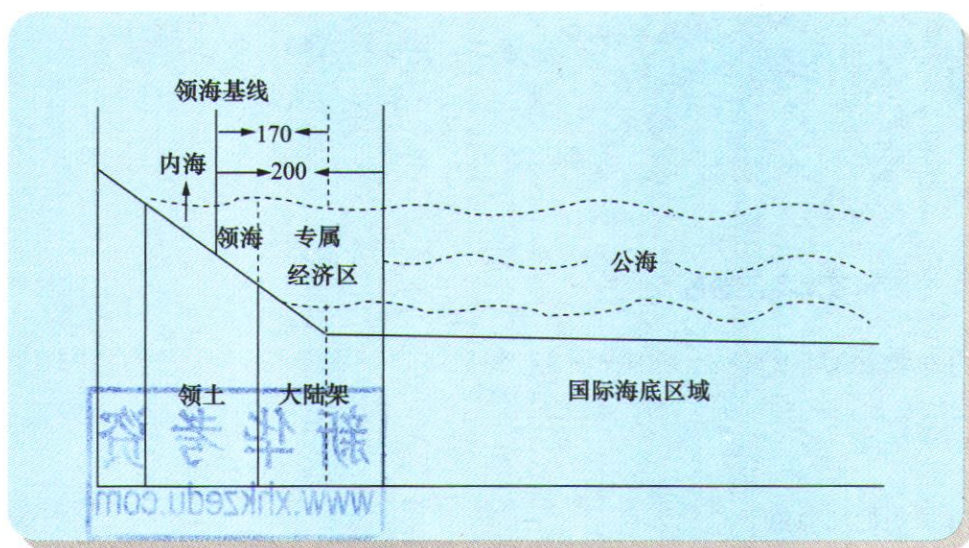 领海基线
170
内海
200
领海
专属
经济区
公海
领土
大陆架
国际海底区域
新华考资
www.xhkzedu.com